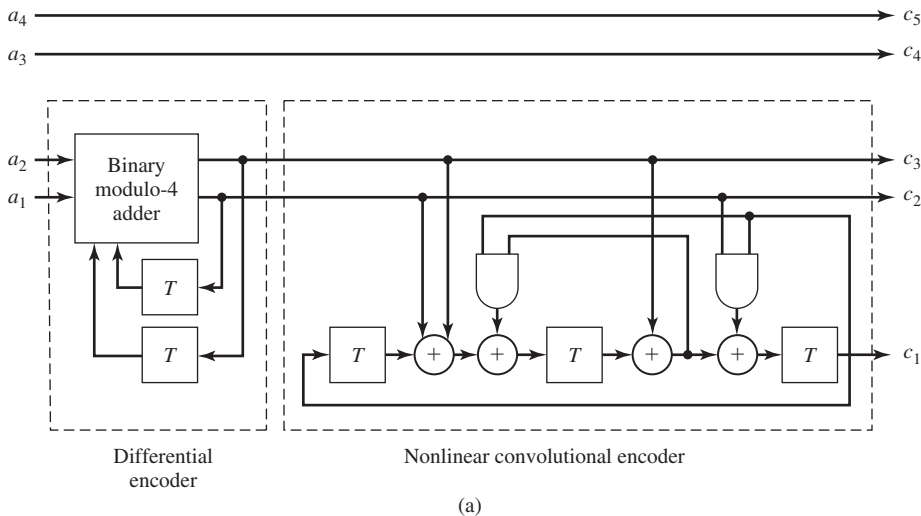 a4 c5
a3 c4
a2 Binary modulo-4 adder c3
a1 c2
T
T
T + + T + + T c1
Differential encoder
Nonlinear convolutional encoder
(a)